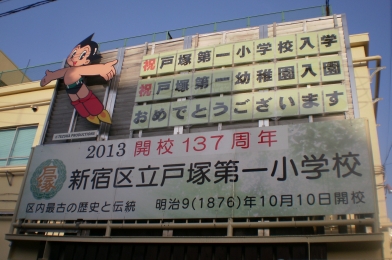 祝戸塚第一小学校入学
祝戸塚第一幼稚園入園
おめでとうございます
2013 開校137周年
新宿区立戸塚第一小学校
区内最古の歴史と伝統 明治9(1876)年10月10日開校